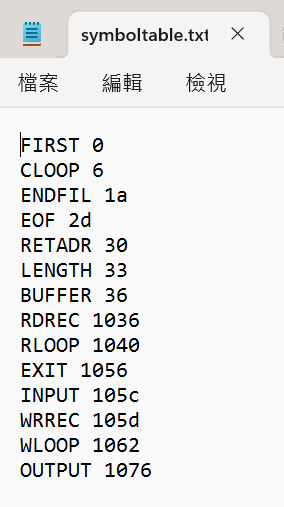 symboltable.txt
檔案 編輯 檢視
FIRST 0
CLOOP 6
ENDFIL 1a
EOF 2d
RETADR 30
LENGTH 33
BUFFER 36
RDREC 1036
RLOOP 1040
EXIT 1056
INPUT 105c
WRREC 105d
WLOOP 1062
OUTPUT 1076